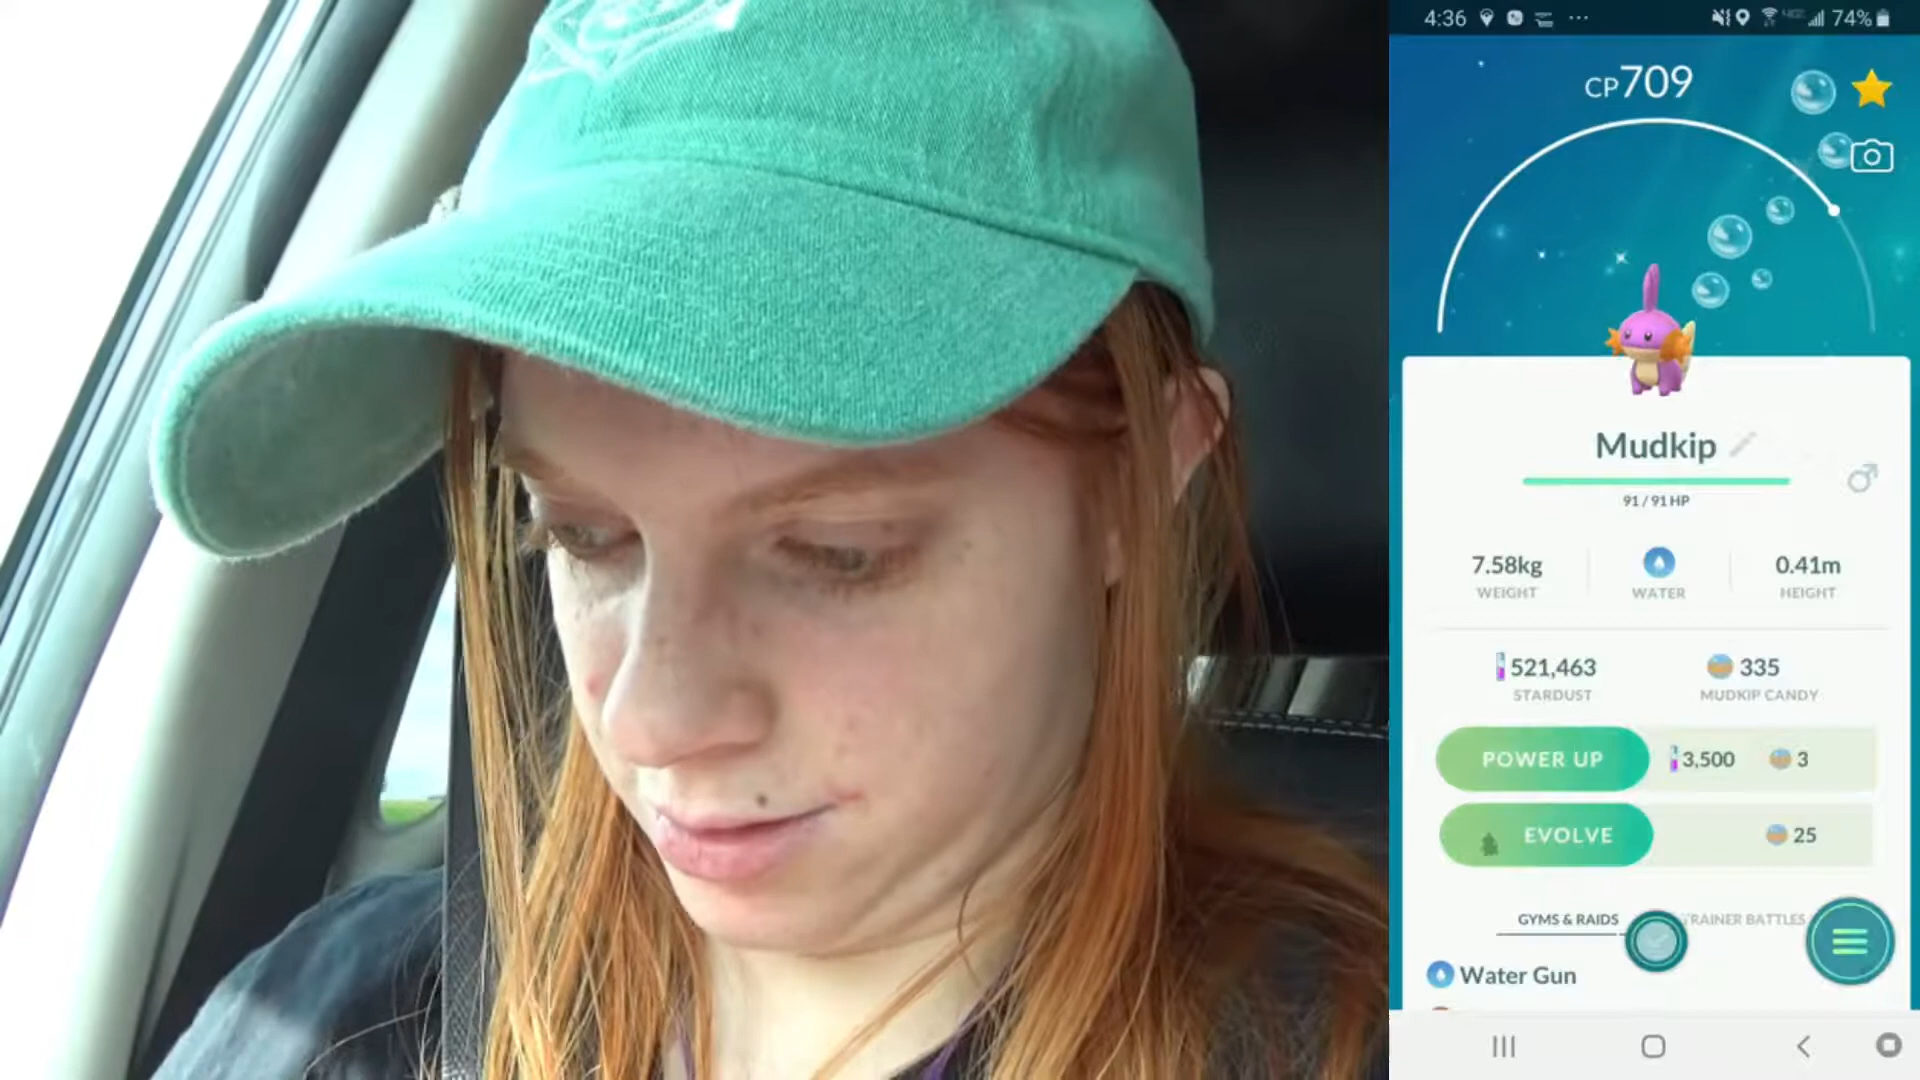 4:36
74%
CP709
Mudkip
91 / 91 HP
7.58kg
WEIGHT
WATER
0.41m
HEIGHT
521,463
STARDUST
335
MUDKIP CANDY
POWER UP
3,500
3
EVOLVE
25
GYMS & RAIDS
TRAINER BATTLES
Water Gun